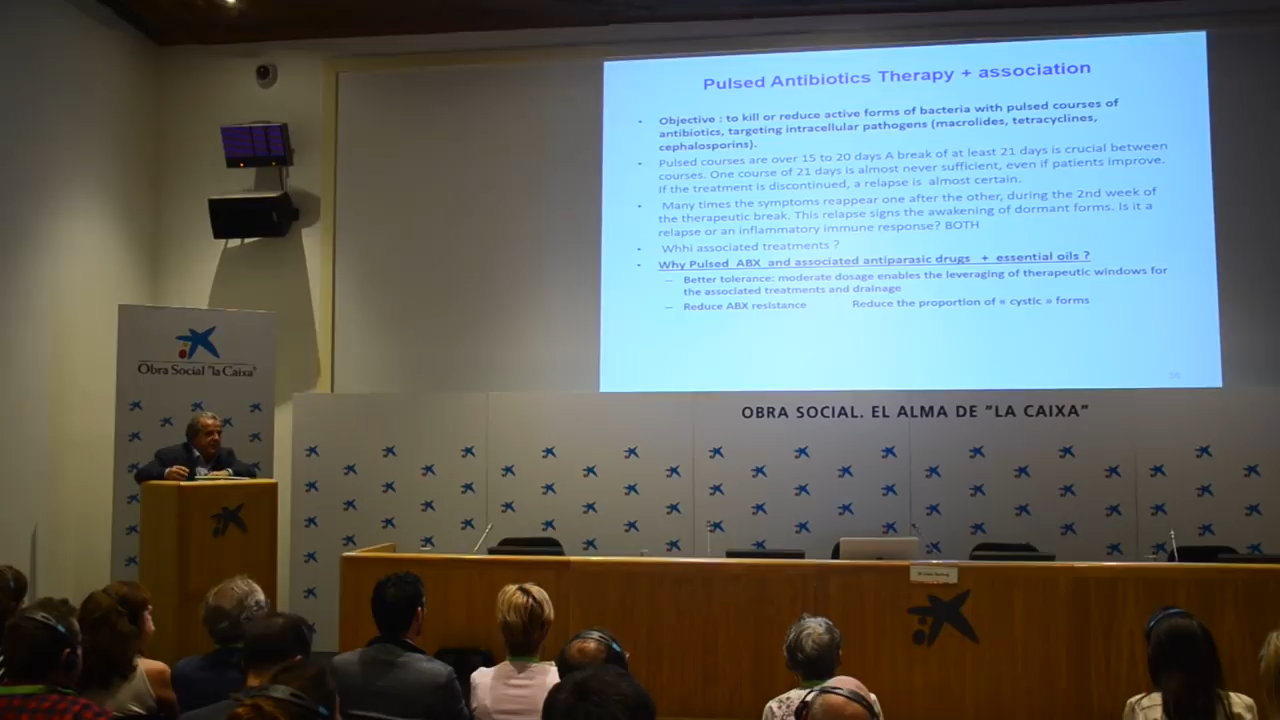 Pulsed Antibiotics Therapy + association
• Objective : to kill or reduce active forms of bacteria with pulsed courses of
antibiotics, targeting intracellular pathogens (macrolides, tetracyclines,
cephalosporins).
• Pulsed courses are over 15 to 20 days A break of at least 21 days is crucial between
courses. One course of 21 days is almost never sufficient, even if patients improve.
If the treatment is discontinued, a relapse is almost certain.
• Many times the symptoms reappear one after the other, during the 2nd week of
the therapeutic break. This relapse signs the awakening of dormant forms. Is it a
relapse or an inflammatory immune response? BOTH
• Whhi associated treatments ?
• Why Pulsed ABX and associated antiparasic drugs + essential oils ?
– Better tolerance: moderate dosage enables the leveraging of therapeutic windows for
the associated treatments and drainage
– Reduce ABX resistance Reduce the proportion of « cystic » forms
Obra Social "la Caixa"
OBRA SOCIAL. EL ALMA DE "LA CAIXA"